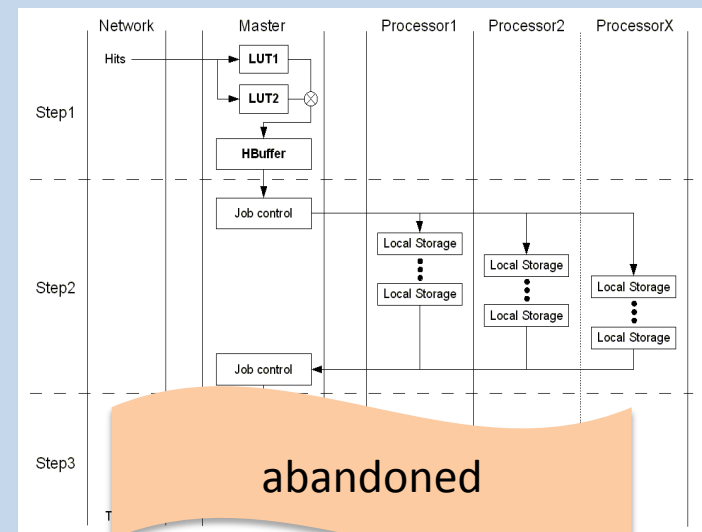 Network Master Processor1 Processor2 ProcessorX
Hits
LUT1
LUT2
Step1
HBuffer
Job control
Local Storage
Local Storage
Local Storage
Step2
Local Storage
Local Storage
Local Storage
Job control
Step3
abandoned
T